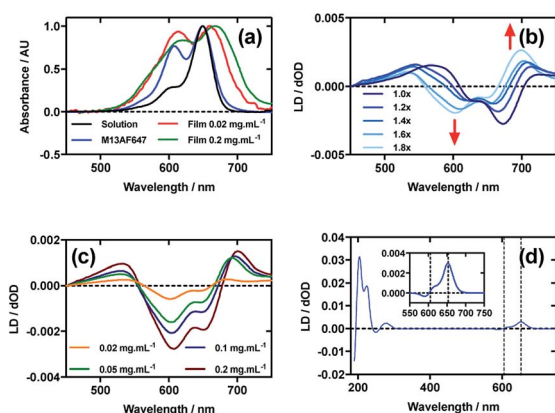 (a)
Absorbance / AU
1.0
0.5
0.0
-0.5
Solution
Film 0.02 mg.mL⁻¹
M13AF647
Film 0.2 mg.mL⁻¹
500
600
700
Wavelength / nm
(b)
LD / dOD
0.005
0.000
-0.005
1.0x
1.2x
1.4x
1.6x
1.8x
500
600
700
Wavelength / nm
(c)
LD / dOD
0.002
0.000
-0.002
-0.004
0.02 mg.mL⁻¹
0.1 mg.mL⁻¹
0.05 mg.mL⁻¹
0.2 mg.mL⁻¹
500
600
700
Wavelength / nm
(d)
LD / dOD
0.04
0.03
0.02
0.01
0.00
-0.01
-0.02
0.004
0.002
0.000
550 600 650 700 750
200
400
600
Wavelength / nm